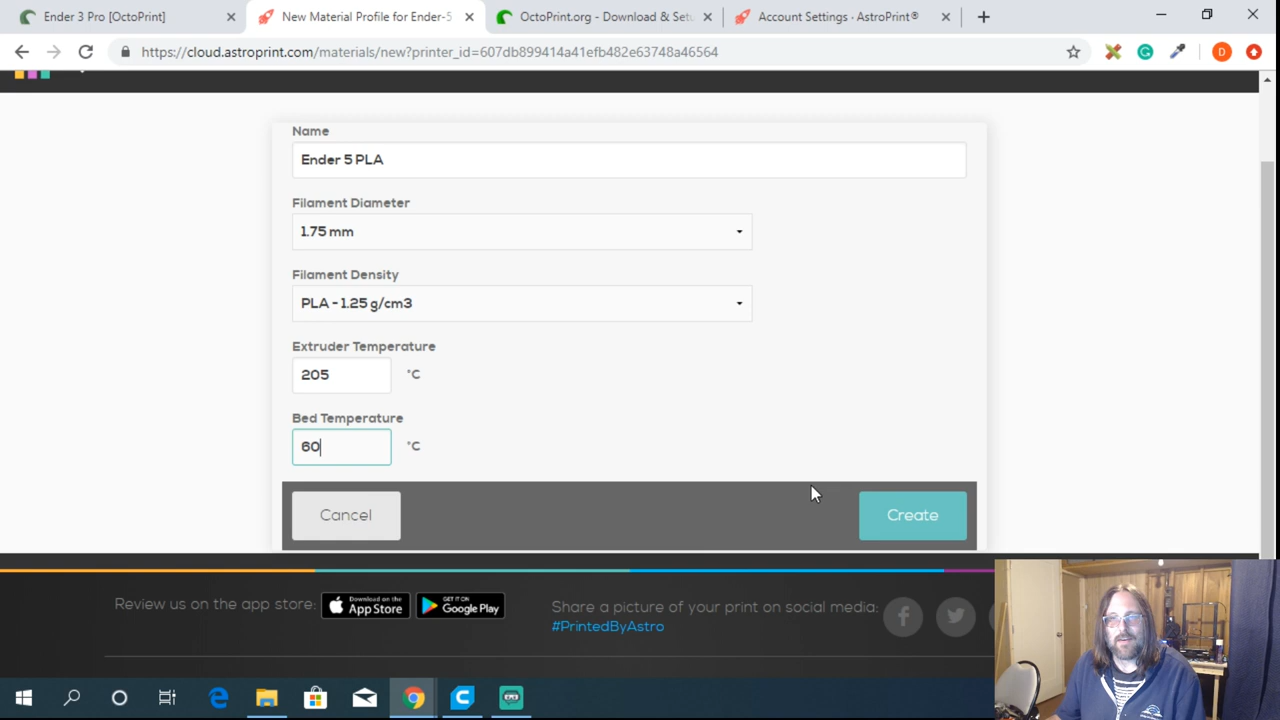 Ender 3 Pro [OctoPrint]
New Material Profile for Ender-5
OctoPrint.org - Download & Setu
Account Settings · AstroPrint®
https://cloud.astroprint.com/materials/new?printer_id=607db899414a41efb482e63748a46564
D
Name
Ender 5 PLA
Filament Diameter
1.75 mm
Filament Density
PLA - 1.25 g/cm3
Extruder Temperature
205 °C
Bed Temperature
60 °C
Cancel
Create
Review us on the app store:
Download on the
App Store
GET IT ON
Google Play
Share a picture of your print on social media:
#PrintedByAstro